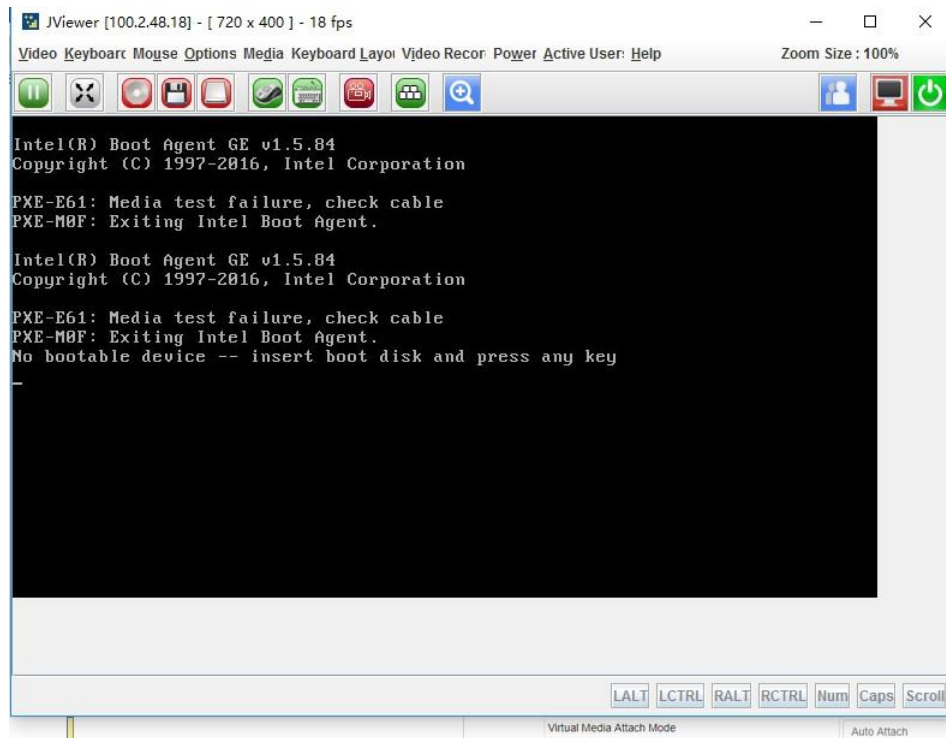 JViewer [100.2.48.18] - [ 720 x 400 ] - 18 fps
Video Keyboarc Mouse Options Media Keyboard Layou Video Recor Power Active User: Help Zoom Size : 100%
Intel(R) Boot Agent GE v1.5.84
Copyright (C) 1997-2016, Intel Corporation
PXE-E61: Media test failure, check cable
PXE-M0F: Exiting Intel Boot Agent.
Intel(R) Boot Agent GE v1.5.84
Copyright (C) 1997-2016, Intel Corporation
PXE-E61: Media test failure, check cable
PXE-M0F: Exiting Intel Boot Agent.
No bootable device -- insert boot disk and press any key
LALT LCTRL RALT RCTRL Num Caps Scroll
Virtual Media Attach Mode Auto Attach